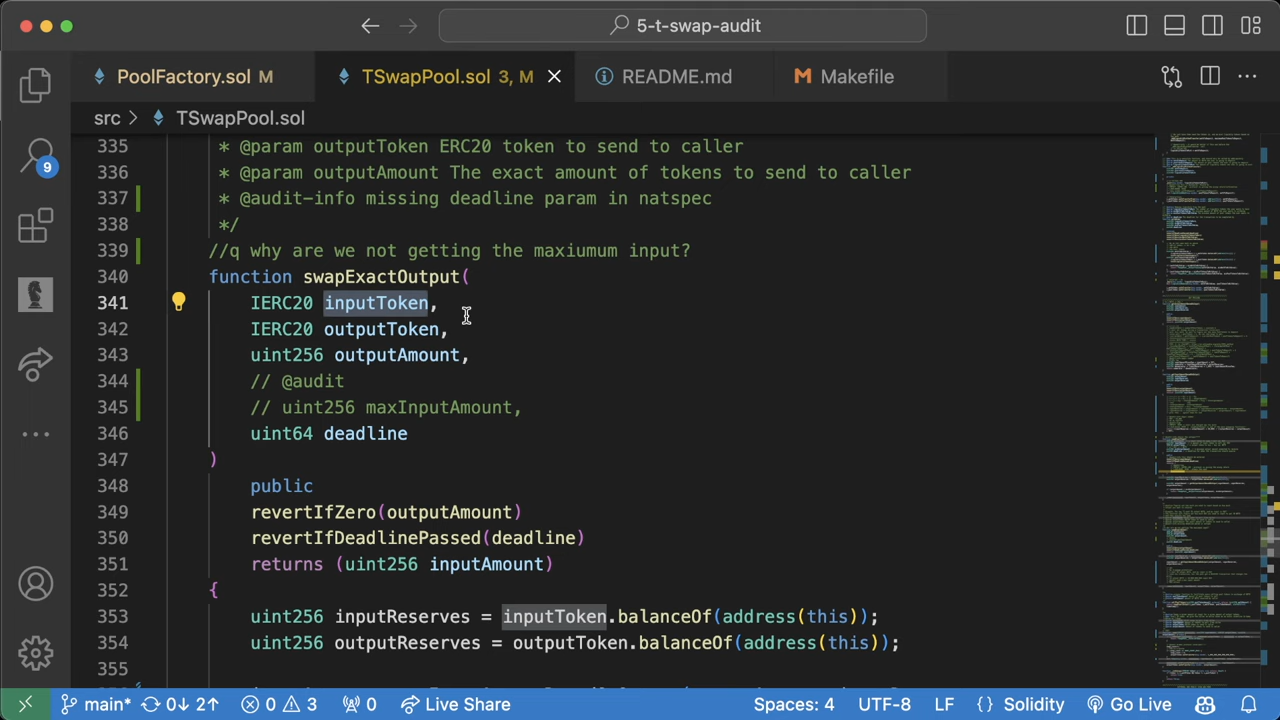 5-t-swap-audit
PoolFactory.sol M
TSwapPool.sol 3, M
README.md
Makefile
src > TSwapPool.sol
9
335 * @param outputToken ERC20 token to send to caller
336 * @param outputAmount The exact amount of tokens to send to caller
337 * @audit-info missing deadline param in natspec
338 */
339 //q why are we not setting the maximum input?
340 function swapExactOutput(
341 IERC20 inputToken,
342 IERC20 outputToken,
343 uint256 outputAmount,
344 // @audit
345 // uint256 maxInputAmount,
346 uint64 deadline
347 )
348 public
349 revertIfZero(outputAmount)
350 revertIfDeadlinePassed(deadline)
351 returns (uint256 inputAmount)
352 {
353 uint256 inputReserves = inputToken.balanceOf(address(this));
354 uint256 outputReserves = outputToken.balanceOf(address(this));
355
main* 0↓ 21↑ 0 3 0 Live Share Spaces: 4 UTF-8 LF {} Solidity Go Live